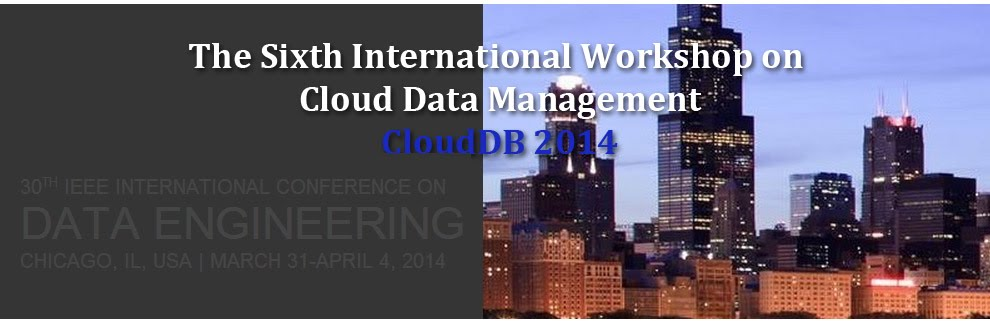 The Sixth International Workshop on
Cloud Data Management
CloudDB 2014
30TH IEEE INTERNATIONAL CONFERENCE ON
DATA ENGINEERING
CHICAGO, IL, USA | MARCH 31-APRIL 4, 2014